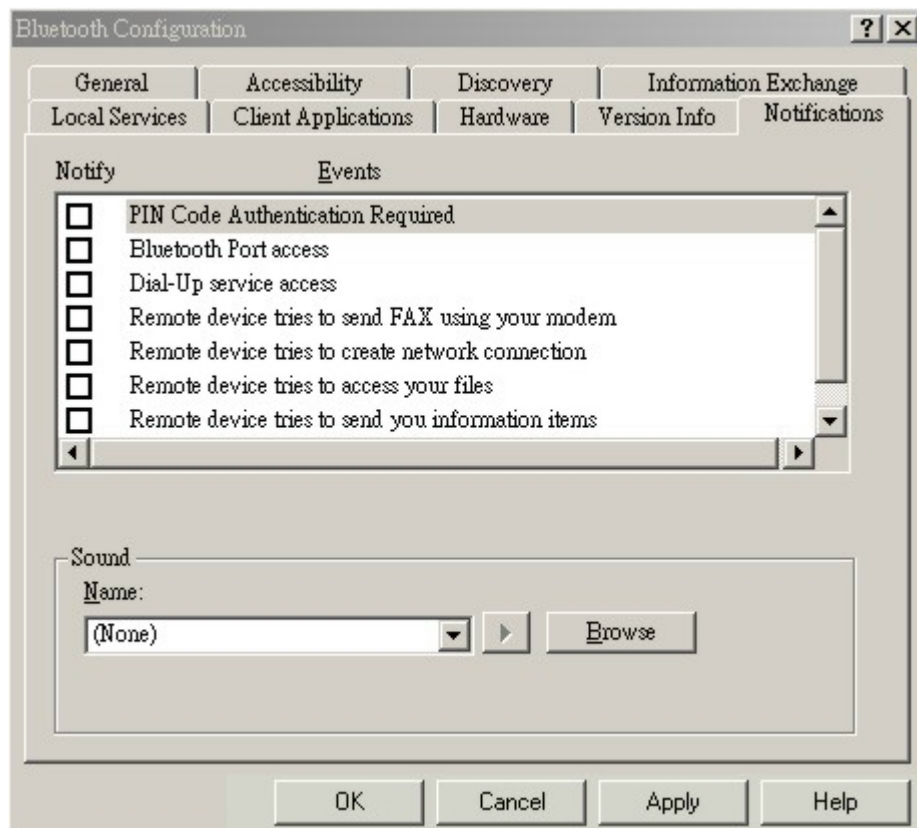 Bluetooth Configuration
General Accessibility Discovery Information Exchange
Local Services Client Applications Hardware Version Info Notifications
Notify Events
PIN Code Authentication Required
Bluetooth Port access
Dial-Up service access
Remote device tries to send FAX using your modem
Remote device tries to create network connection
Remote device tries to access your files
Remote device tries to send you information items
Sound
Name:
(None) Browse
OK Cancel Apply Help